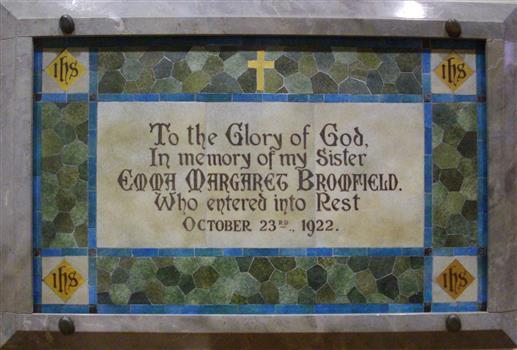 ihs ihs
To the Glory of God,
In memory of my Sister
EMMA MARGARET BROMFIELD.
Who entered into Rest
OCTOBER 23RD., 1922.
ihs ihs